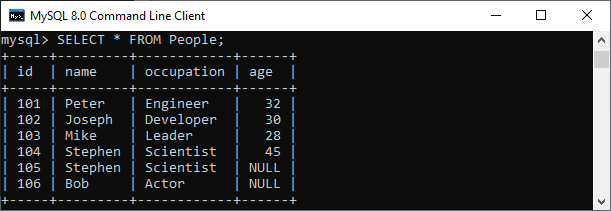 MySQL 8.0 Command Line Client
mysql> SELECT * FROM People;
+-----+---------+------------+------+
| id  | name    | occupation | age  |
+-----+---------+------------+------+
| 101 | Peter   | Engineer   |   32 |
| 102 | Joseph  | Developer  |   30 |
| 103 | Mike    | Leader     |   28 |
| 104 | Stephen | Scientist  |   45 |
| 105 | Stephen | Scientist  | NULL |
| 106 | Bob     | Actor      | NULL |
+-----+---------+------------+------+